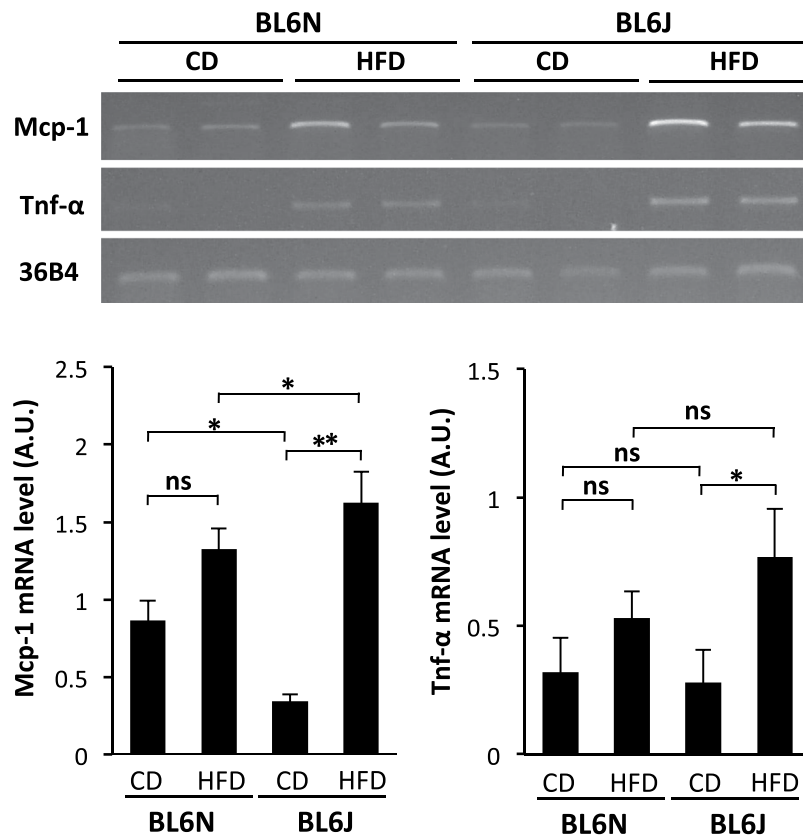 BL6N BL6J
CD HFD CD HFD
Mcp-1
Tnf-α
36B4
Mcp-1 mRNA level (A.U.)
2.5
2
1.5
1
0.5
0
*
*
**
ns
CD HFD CD HFD
BL6N BL6J
Tnf-α mRNA level (A.U.)
1.5
1
0.5
0
ns
ns
ns
*
CD HFD CD HFD
BL6N BL6J